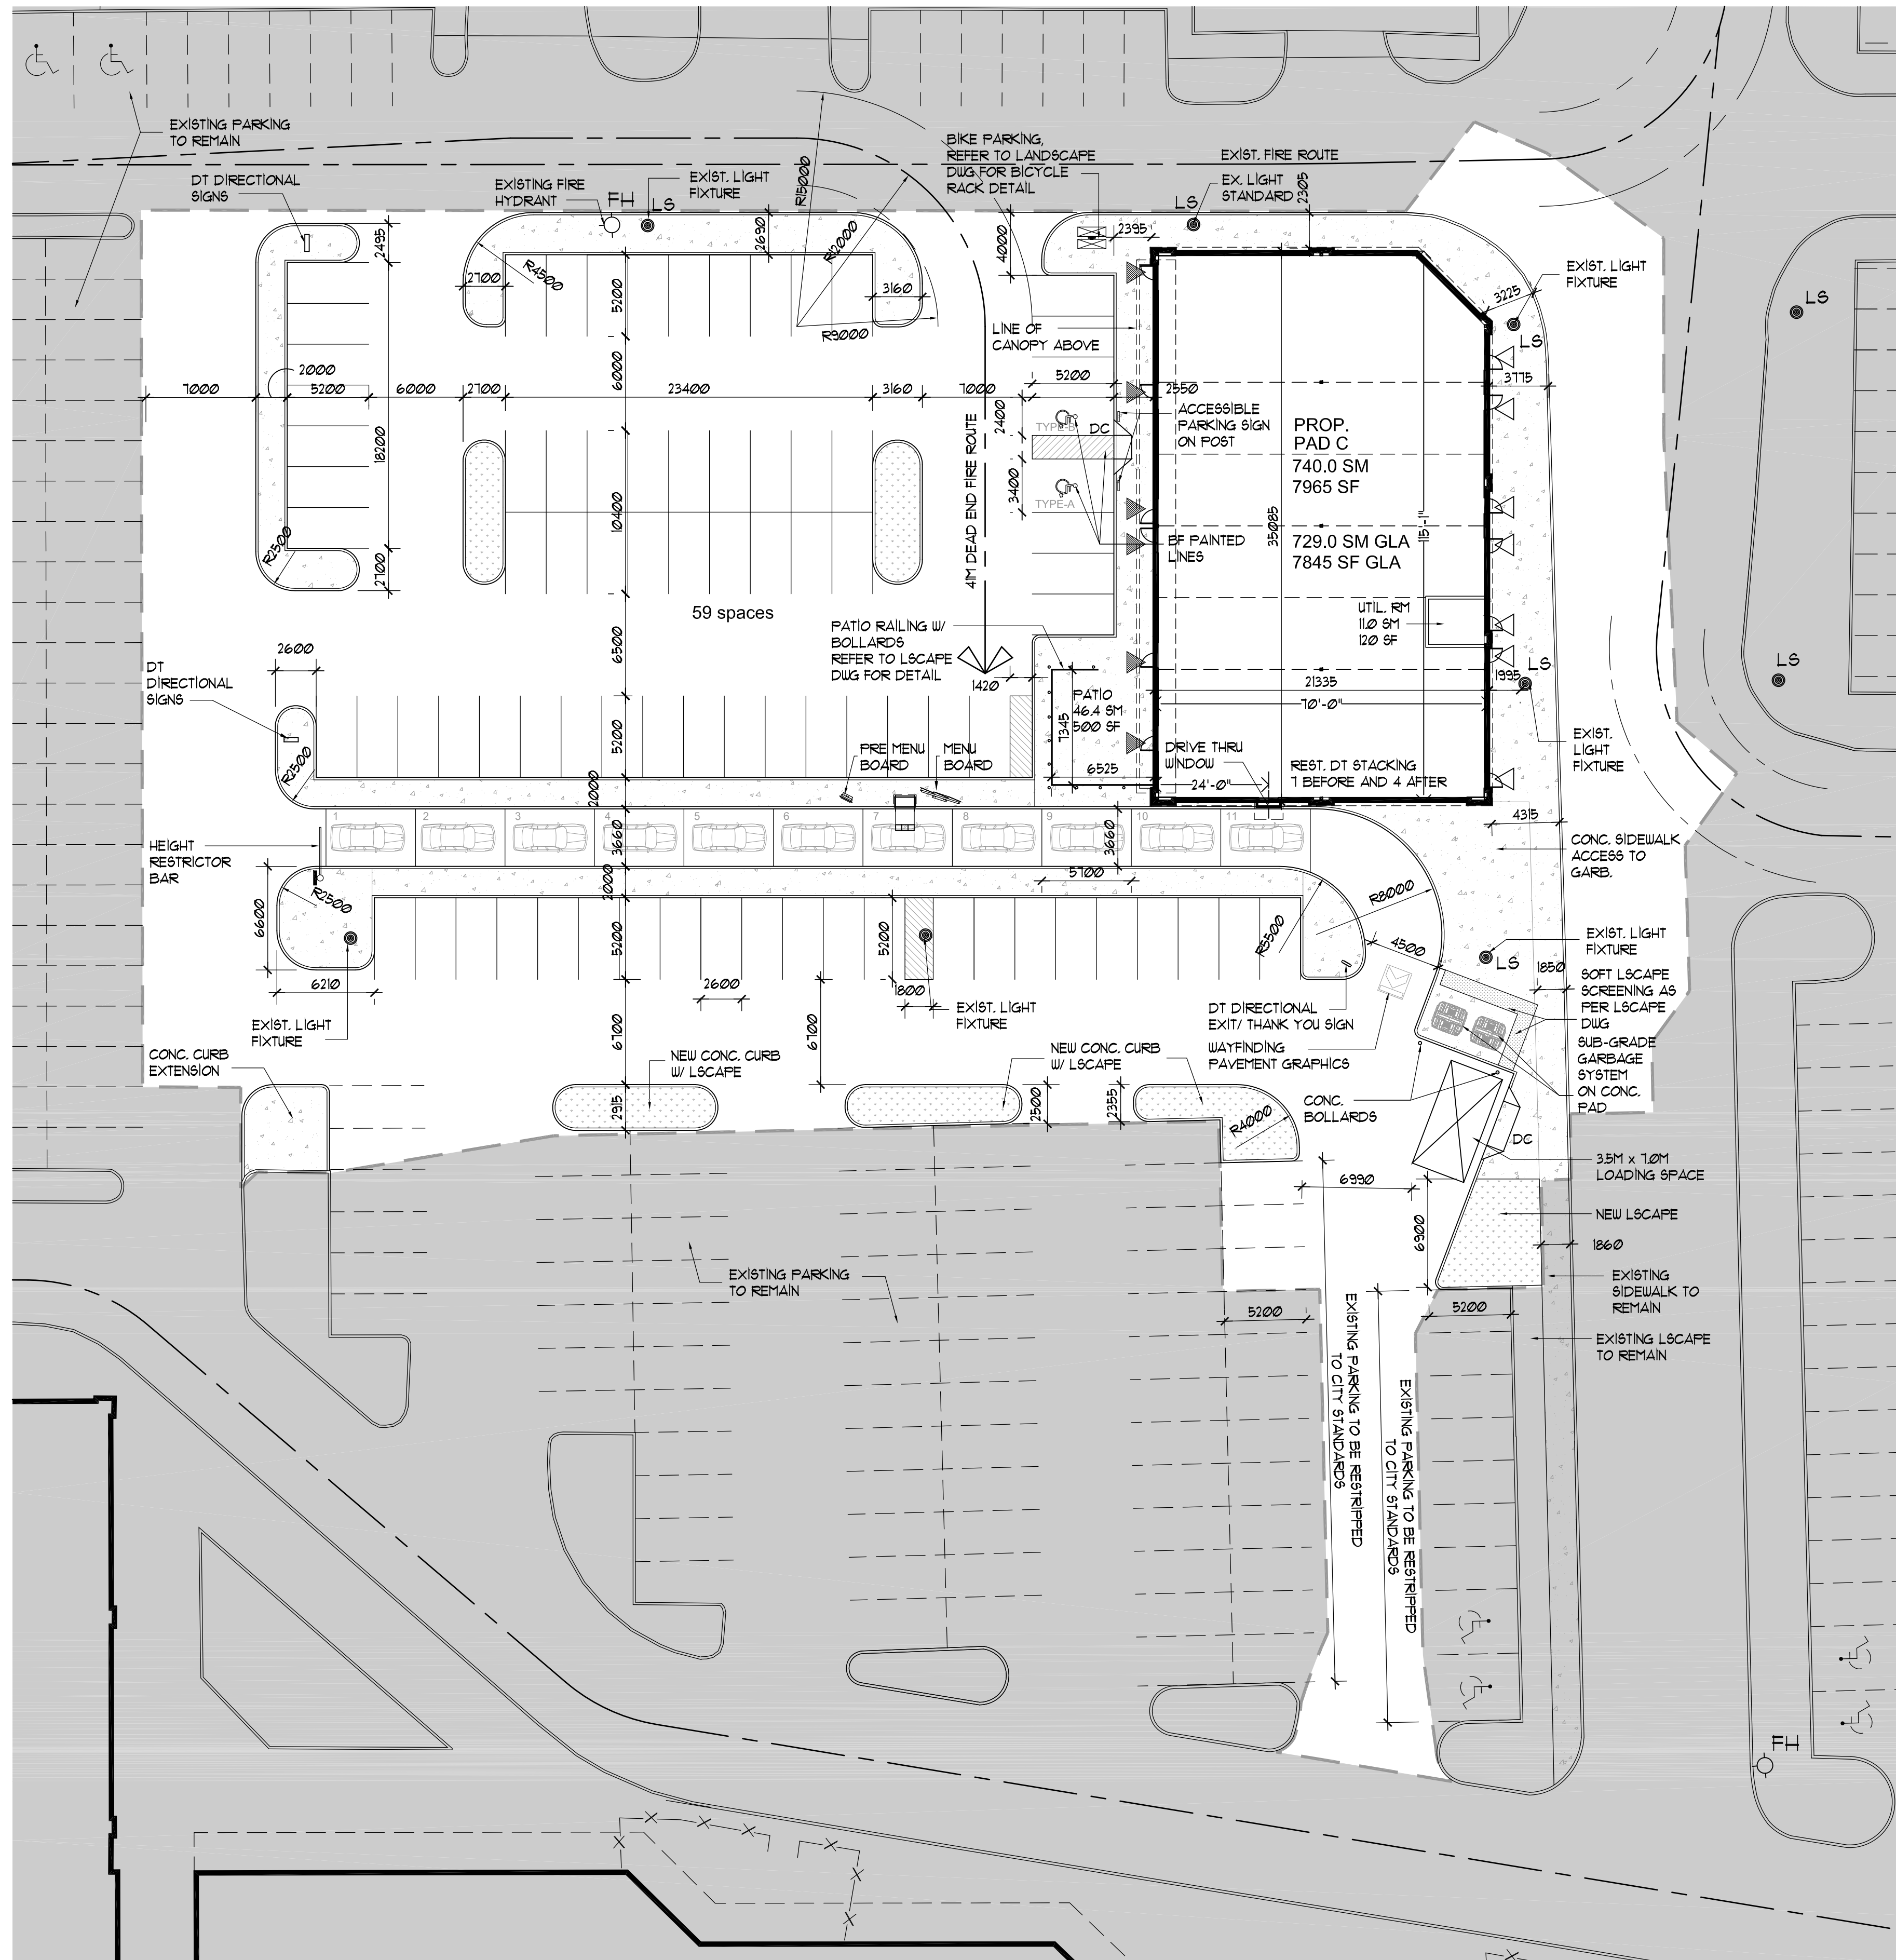 EXISTING PARKING
TO REMAIN
DT DIRECTIONAL
SIGNS
EXISTING FIRE
HYDRANT
FH
LS
EXIST. LIGHT
FIXTURE
R15000
R12000
R9000
BIKE PARKING,
REFER TO LANDSCAPE
DWG FOR BICYCLE
RACK DETAIL
EXIST. FIRE ROUTE
EX. LIGHT
STANDARD
LS
2305
2495
2700
R4500
2690
3160
4000
2395
EXIST. LIGHT
FIXTURE
3225
LS
LS
LINE OF
CANOPY ABOVE
5200
6000
7000
2000
5200
6000
2700
23400
3160
7000
5200
2550
3775
2400
TYPE-B
DC
3400
TYPE-A
ACCESSIBLE
PARKING SIGN
ON POST
PROP.
PAD C
740.0 SM
7965 SF
18200
10400
41M DEAD END FIRE ROUTE
35085
115'-1"
BF PAINTED
LINES
729.0 SM GLA
7845 SF GLA
R2500
2700
59 spaces
UTIL. RM
11.0 SM
120 SF
PATIO RAILING W/
BOLLARDS
REFER TO LSCAPE
DWG FOR DETAIL
6500
2600
DT
DIRECTIONAL
SIGNS
1420
PATIO
46.4 SM
500 SF
7345
21335
70'-0"
1995
LS
LS
EXIST.
LIGHT
FIXTURE
5200
R2500
PRE MENU
BOARD
MENU
BOARD
DRIVE THRU
WINDOW
REST. DT STACKING
7 BEFORE AND 4 AFTER
6525
24'-0"
2000
4315
1
2
3
4
5
6
7
8
9
10
11
3660
3660
HEIGHT
RESTRICTOR
BAR
CONC. SIDEWALK
ACCESS TO
GARB.
R2500
2000
5700
R8000
6600
5200
5200
R5500
4500
EXIST. LIGHT
FIXTURE
LS
1850
6210
2600
1800
SOFT LSCAPE
SCREENING AS
PER LSCAPE
DWG
EXIST. LIGHT
FIXTURE
EXIST. LIGHT
FIXTURE
DT DIRECTIONAL
EXIT/ THANK YOU SIGN
WAYFINDING
PAVEMENT GRAPHICS
6700
6700
CONC. CURB
EXTENSION
NEW CONC. CURB
W/ LSCAPE
NEW CONC. CURB
W/ LSCAPE
SUB-GRADE
GARBAGE
SYSTEM
ON CONC.
PAD
2915
2500
2355
R4000
CONC.
BOLLARDS
DC
3.5M x 7.0M
LOADING SPACE
6990
6900
NEW LSCAPE
1860
EXISTING PARKING
TO REMAIN
EXISTING
SIDEWALK TO
REMAIN
5200
5200
EXISTING LSCAPE
TO REMAIN
EXISTING PARKING TO BE RESTRIPPED
TO CITY STANDARDS
EXISTING PARKING TO BE RESTRIPPED
TO CITY STANDARDS
FH